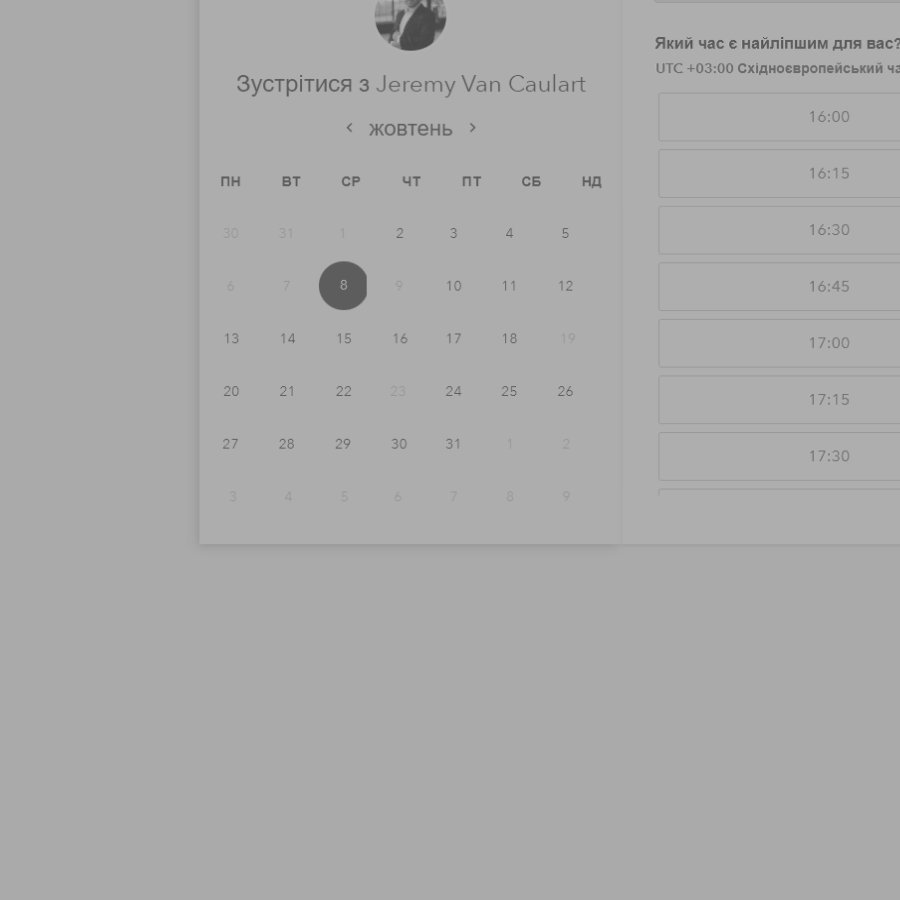 Зустрітися з Jeremy Van Caulart
жовтень
ПН ВТ СР ЧТ ПТ СБ НД
30 31 1 2 3 4 5
6 7 8 9 10 11 12
13 14 15 16 17 18 19
20 21 22 23 24 25 26
27 28 29 30 31 1 2
3 4 5 6 7 8 9
Який час є найліпшим для вас?
UTC +03:00 Східноєвропейський ча
16:00
16:15
16:30
16:45
17:00
17:15
17:30